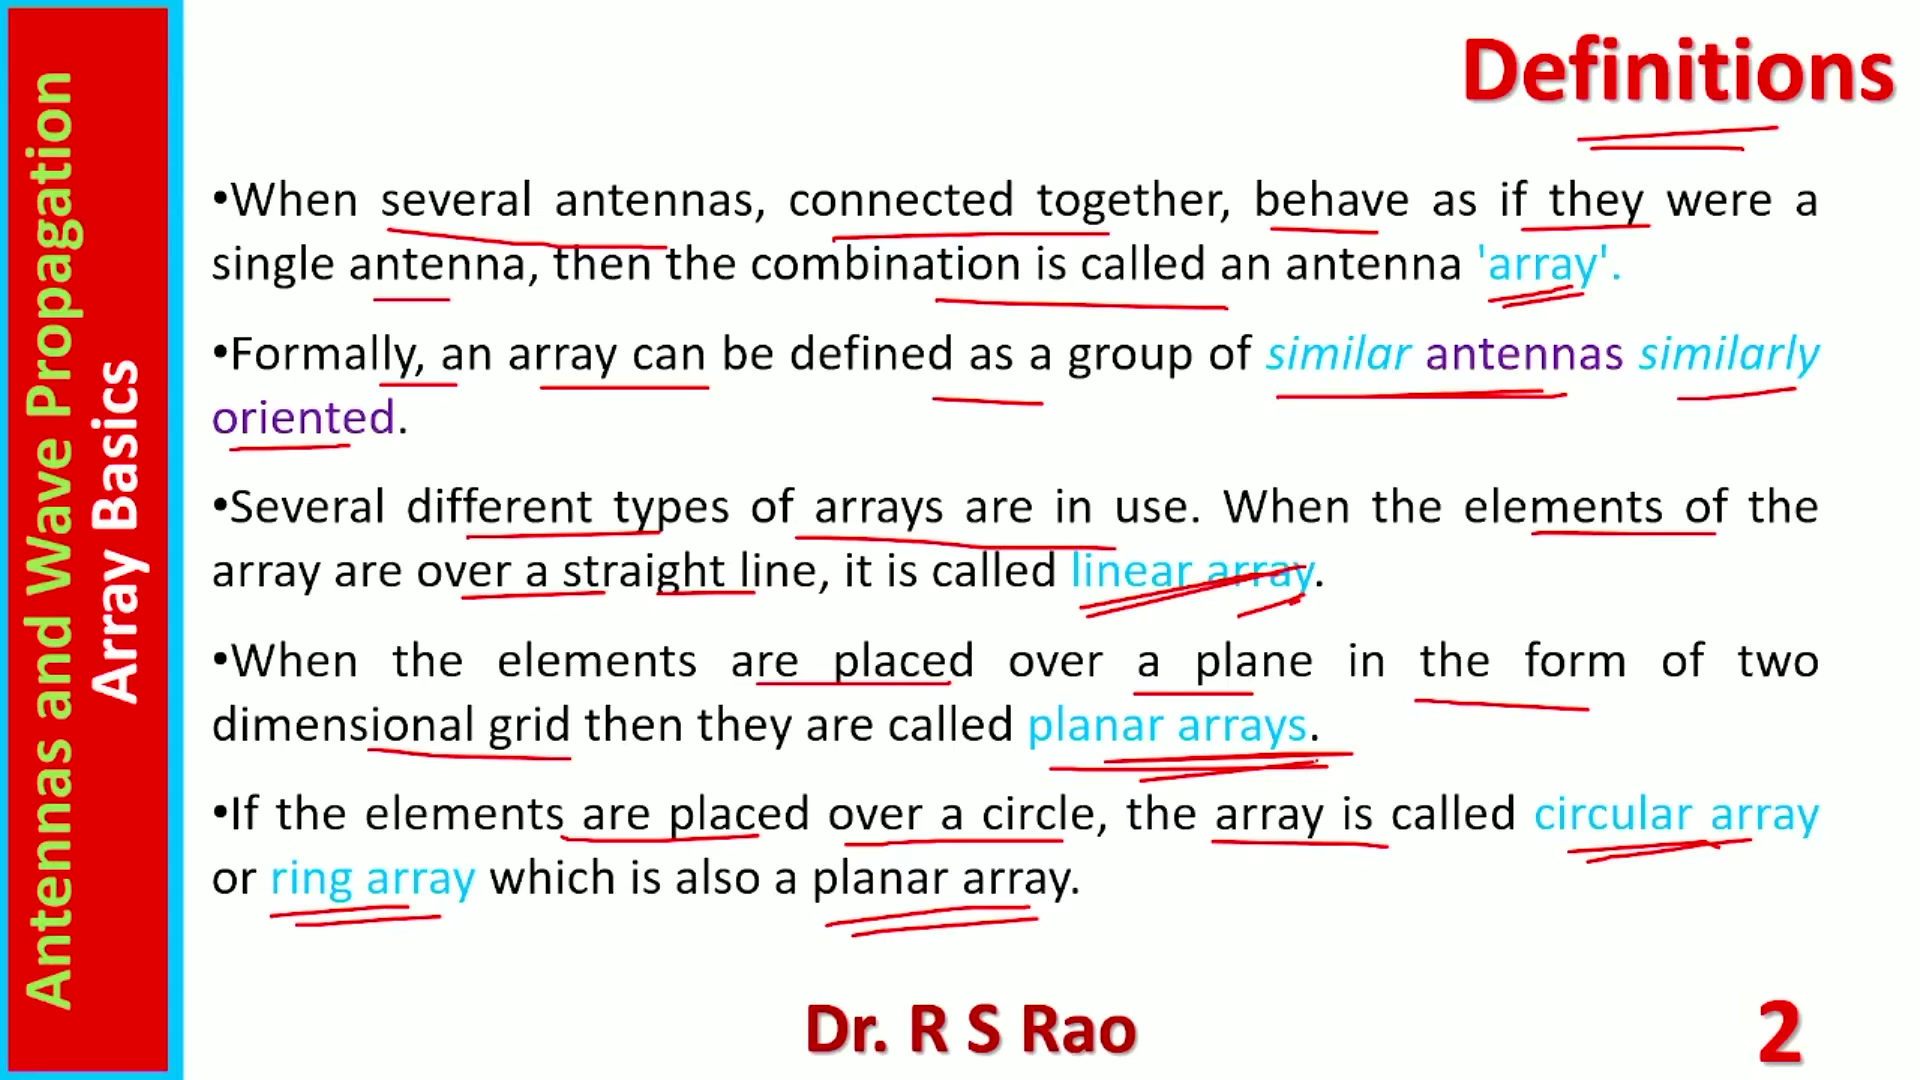 Antennas and Wave Propagation
Array Basics
Definitions
•When several antennas, connected together, behave as if they were a
single antenna, then the combination is called an antenna 'array'.
•Formally, an array can be defined as a group of similar antennas similarly
oriented.
•Several different types of arrays are in use. When the elements of the
array are over a straight line, it is called linear array.
•When the elements are placed over a plane in the form of two
dimensional grid then they are called planar arrays.
•If the elements are placed over a circle, the array is called circular array
or ring array which is also a planar array.
Dr. R S Rao
2